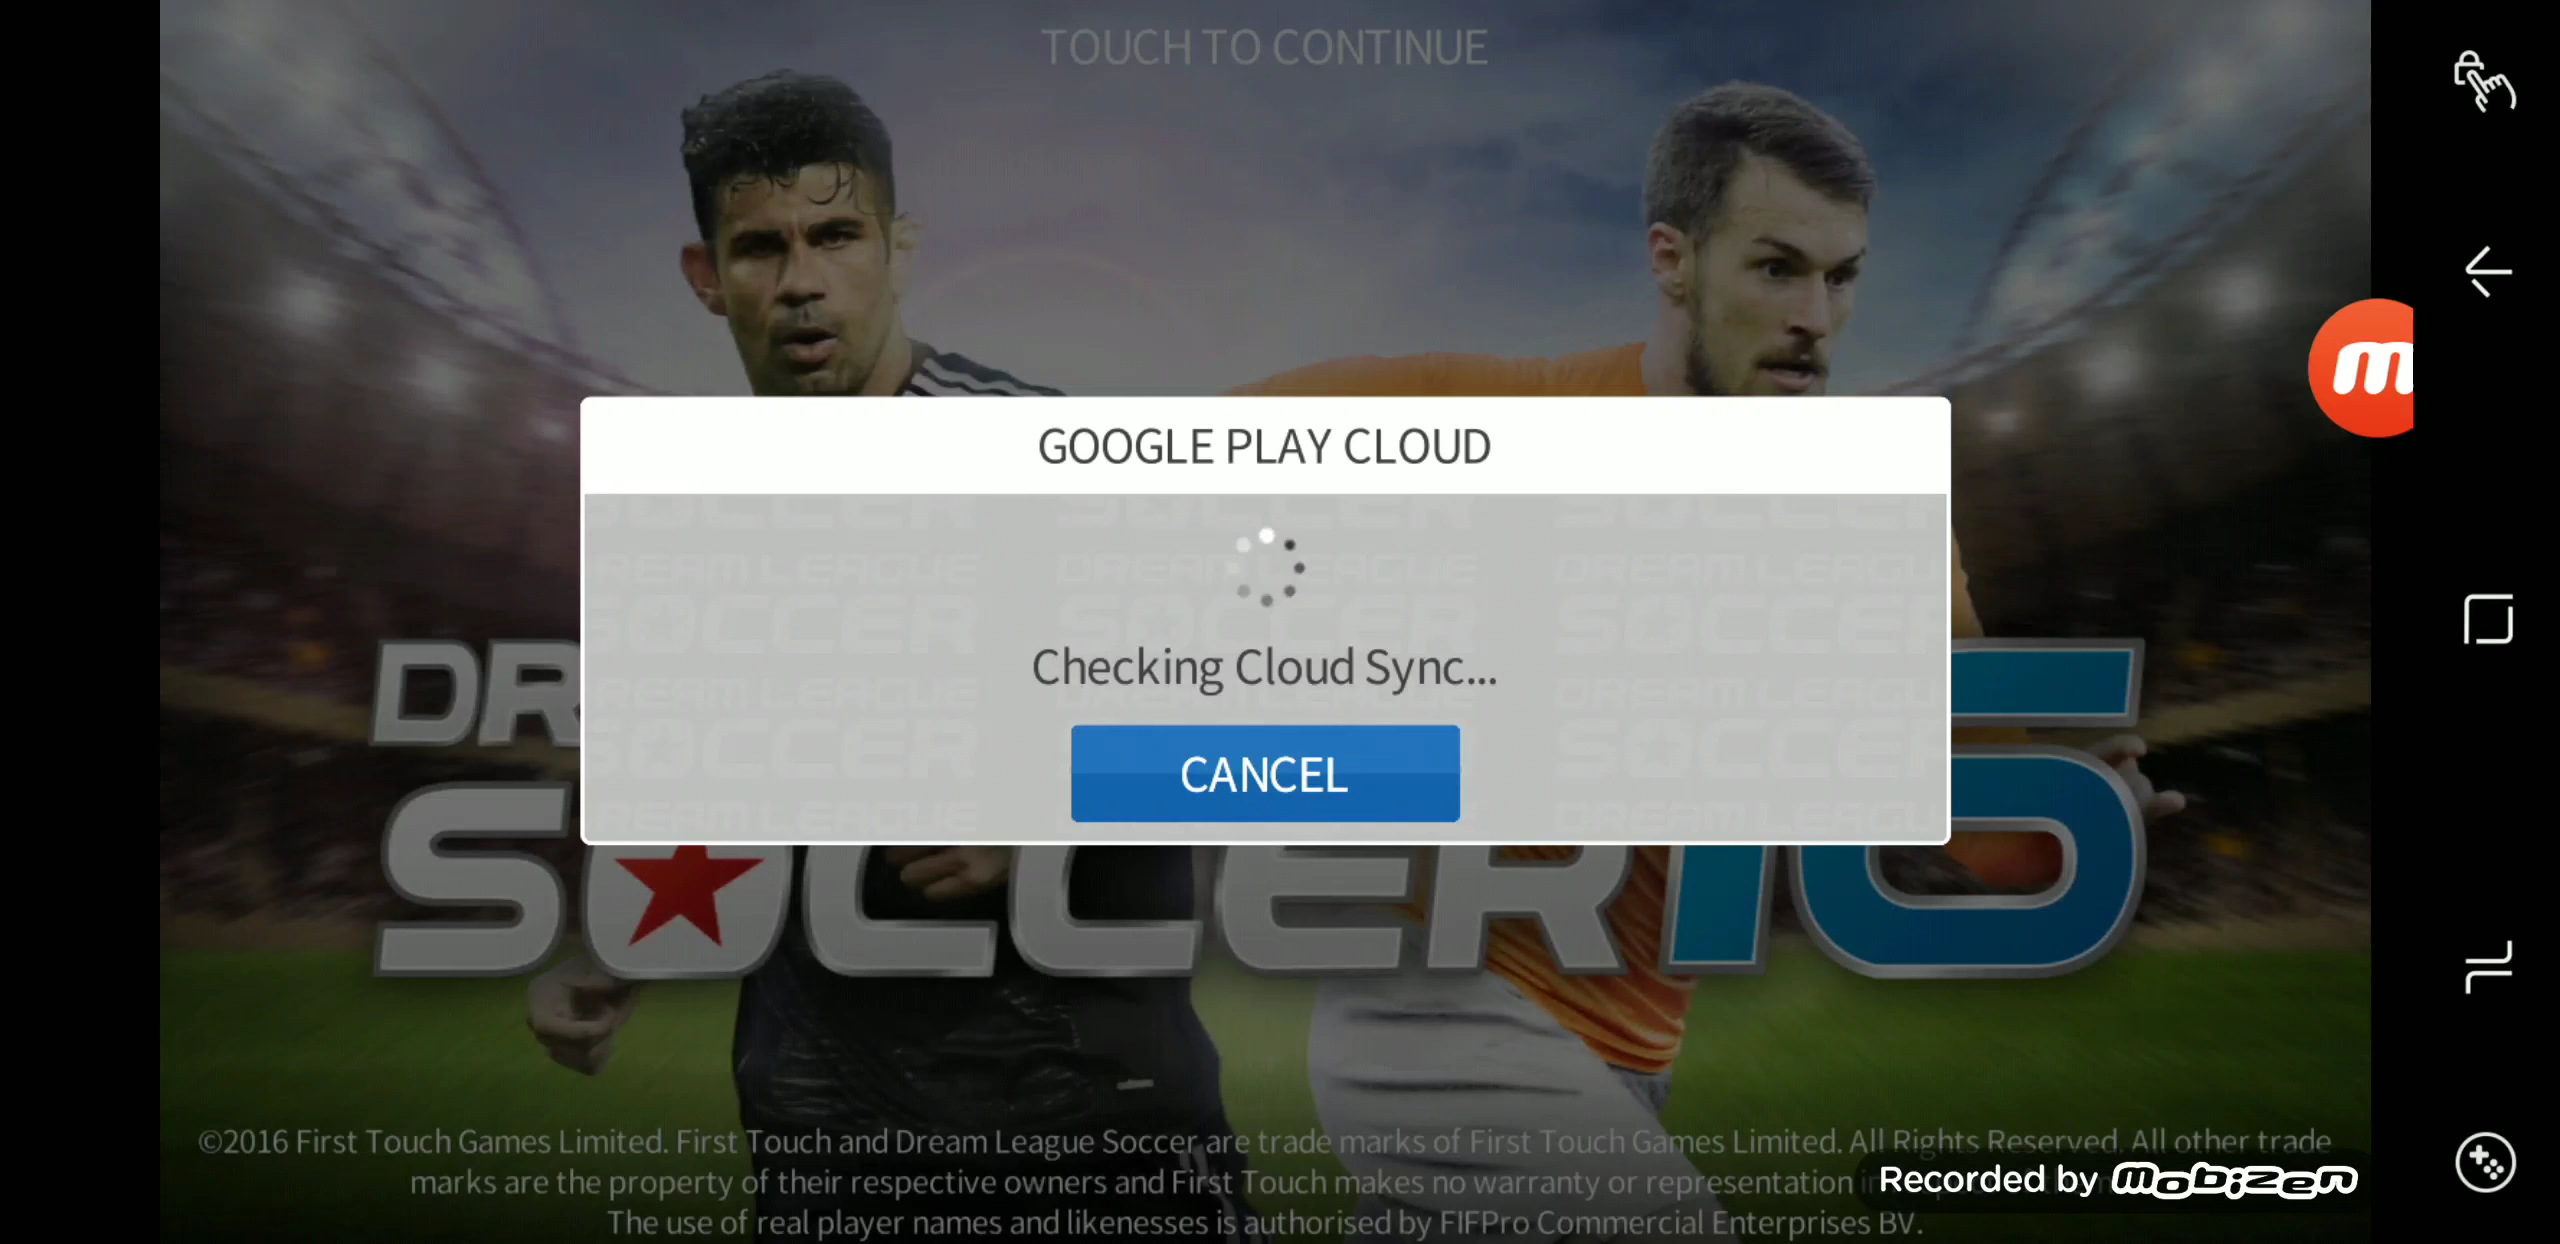 TOUCH TO CONTINUE
GOOGLE PLAY CLOUD
Checking Cloud Sync...
CANCEL
DR
SOCCER 16
©2016 First Touch Games Limited. First Touch and Dream League Soccer are trade marks of First Touch Games Limited. All Rights Reserved. All other trade
marks are the property of their respective owners and First Touch makes no warranty or representation
The use of real player names and likenesses is authorised by FIFPro Commercial Enterprises BV.
Recorded by mobizen
m